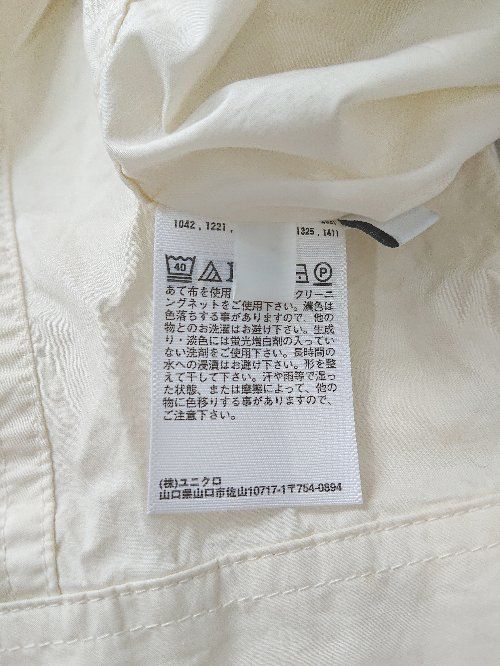 1042 , 1221 ,
1325 , 1411
40
P
あて布を使用
クリーニ
ングネットをご使用下さい。濃色は
色落ちする事がありますので、他の
物とのお洗濯はお避け下さい。生成
り・淡色には蛍光増白剤の入ってい
ない洗剤をご使用下さい。長時間の
水への浸漬はお避け下さい。形を整
えて干して下さい。汗や雨等で湿っ
た状態、または摩擦によって、他の
物に色移りする事がありますので、
ご注意下さい。
(株)ユニクロ
山口県山口市佐山10717-1〒754-0894